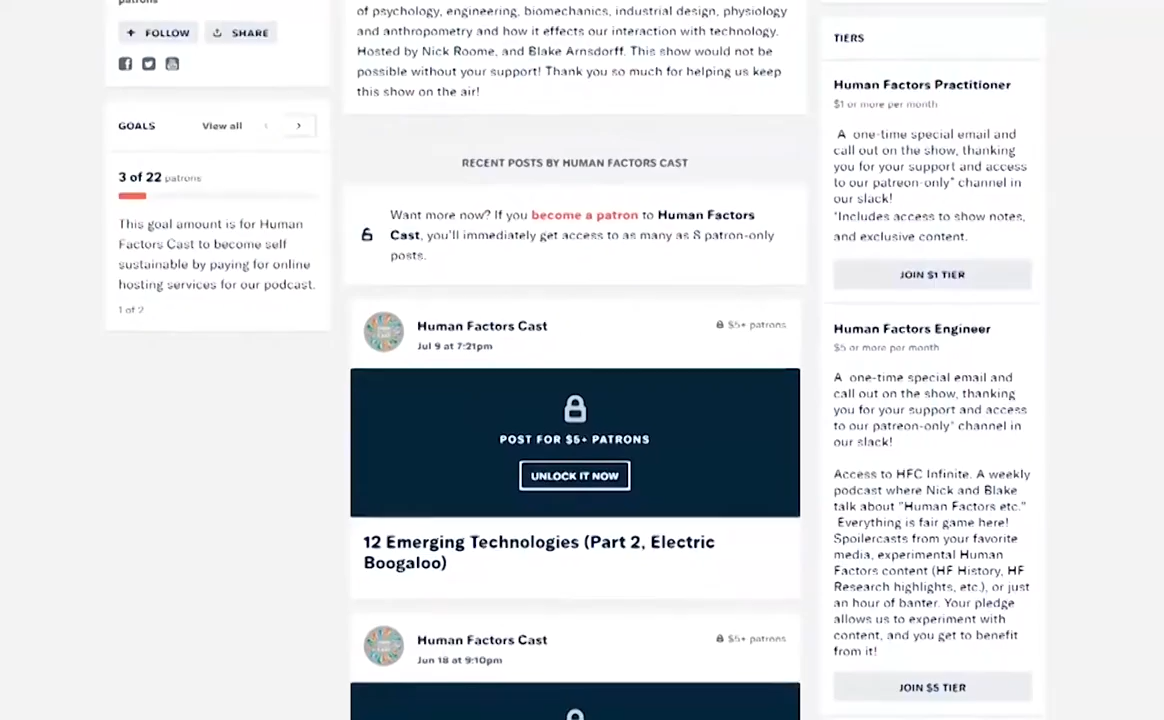 patrons
FOLLOW
SHARE
GOALS
View all
3 of 22 patrons
This goal amount is for Human
Factors Cast to become self
sustainable by paying for online
hosting services for our podcast.
1 of 2
of psychology, engineering, biomechanics, industrial design, physiology
and anthropometry and how it effects our interaction with technology.
Hosted by Nick Roome, and Blake Arnsdorff. This show would not be
possible without your support! Thank you so much for helping us keep
this show on the air!
RECENT POSTS BY HUMAN FACTORS CAST
Want more now? If you become a patron to Human Factors
Cast, you'll immediately get access to as many as 8 patron-only
posts.
Human Factors Cast
$5+ patrons
Jul 9 at 7:21pm
POST FOR $5+ PATRONS
UNLOCK IT NOW
12 Emerging Technologies (Part 2, Electric
Boogaloo)
Human Factors Cast
$5+ patrons
Jun 18 at 9:10pm
TIERS
Human Factors Practitioner
$1 or more per month
A one-time special email and
call out on the show, thanking
you for your support and access
to our patreon-only* channel in
our slack!
*Includes access to show notes,
and exclusive content.
JOIN $1 TIER
Human Factors Engineer
$5 or more per month
A one-time special email and
call out on the show, thanking
you for your support and access
to our patreon-only* channel in
our slack!
Access to HFC Infinite. A weekly
podcast where Nick and Blake
talk about "Human Factors etc."
Everything is fair game here!
Spoilercasts from your favorite
media, experimental Human
Factors content (HF History, HF
Research highlights, etc.), or just
an hour of banter. Your pledge
allows us to experiment with
content, and you get to benefit
from it!
JOIN $5 TIER